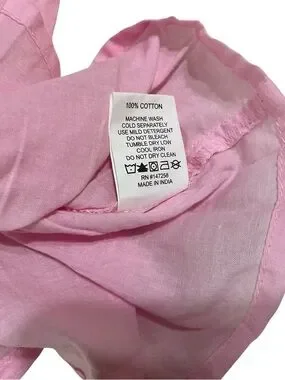 100% COTTON
MACHINE WASH
COLD SEPARATELY
USE MILD DETERGENT
DO NOT BLEACH
TUMBLE DRY LOW
COOL IRON
DO NOT DRY CLEAN
RN #147258
MADE IN INDIA